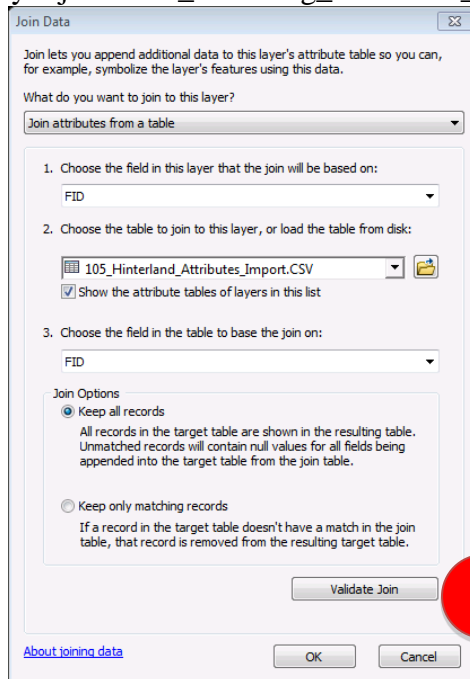 Join Data
Join lets you append additional data to this layer's attribute table so you can,
for example, symbolize the layer's features using this data.
What do you want to join to this layer?
Join attributes from a table
1. Choose the field in this layer that the join will be based on:
FID
2. Choose the table to join to this layer, or load the table from disk:
105_Hinterland_Attributes_Import.CSV
Show the attribute tables of layers in this list
3. Choose the field in the table to base the join on:
FID
Join Options
Keep all records
All records in the target table are shown in the resulting table.
Unmatched records will contain null values for all fields being
appended into the target table from the join table.
Keep only matching records
If a record in the target table doesn't have a match in the join
table, that record is removed from the resulting target table.
Validate Join
About joining data
OK Cancel